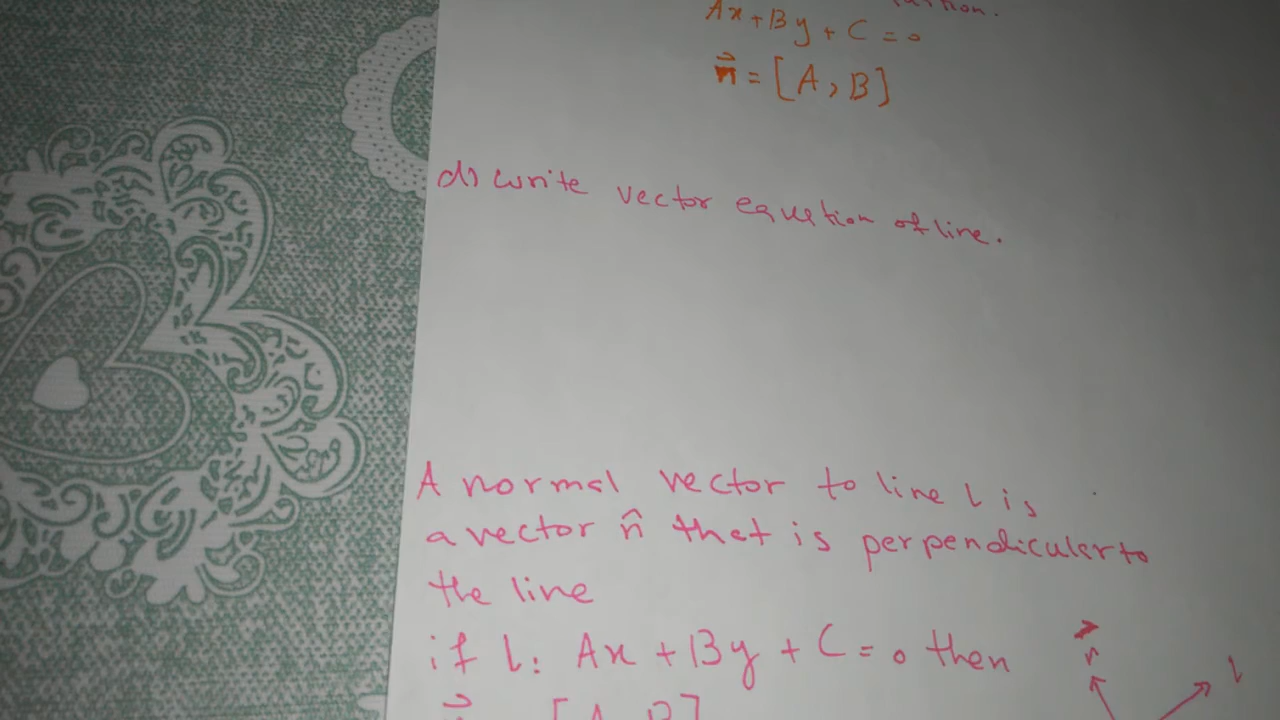 Ax + By + C = 0
n⃗ = [A, B]
d) write vector equation of line.
A normal vector to line l is
a vector n̂ that is perpendiculer to
the line
if l: Ax + By + C = 0 then
r⃗
l
[A B]